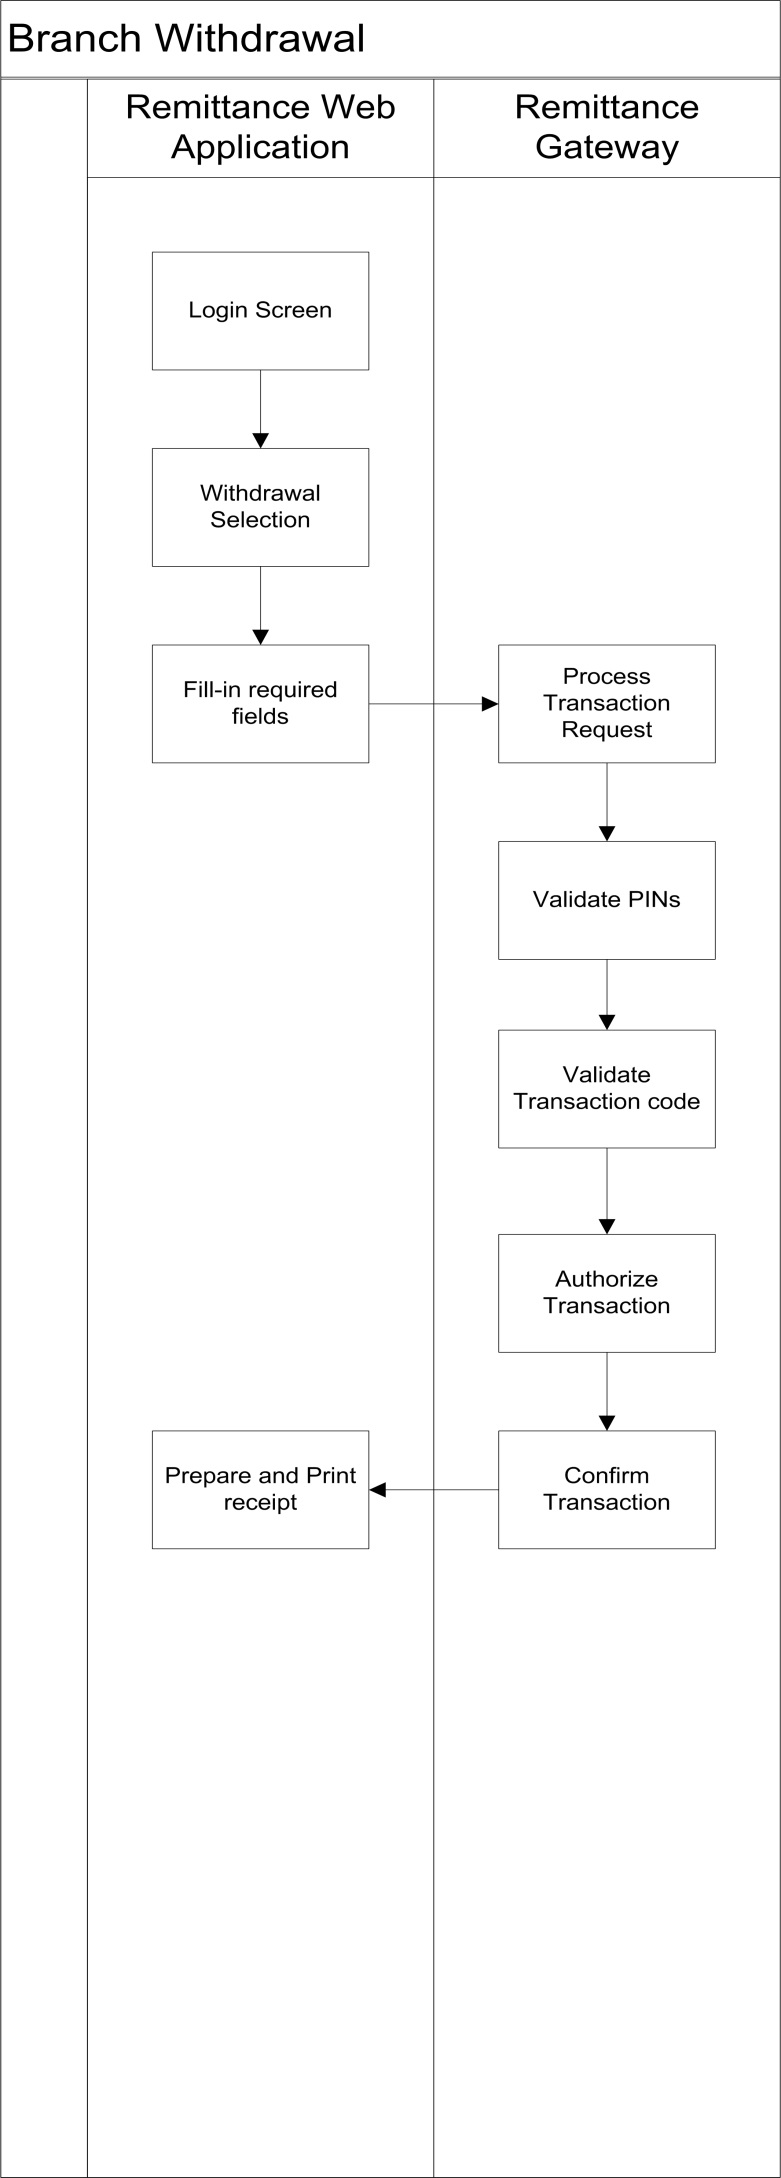 Branch Withdrawal
Remittance Web
Application
Remittance
Gateway
Login Screen
Withdrawal
Selection
Fill-in required
fields
Process
Transaction
Request
Validate PINs
Validate
Transaction code
Authorize
Transaction
Confirm
Transaction
Prepare and Print
receipt